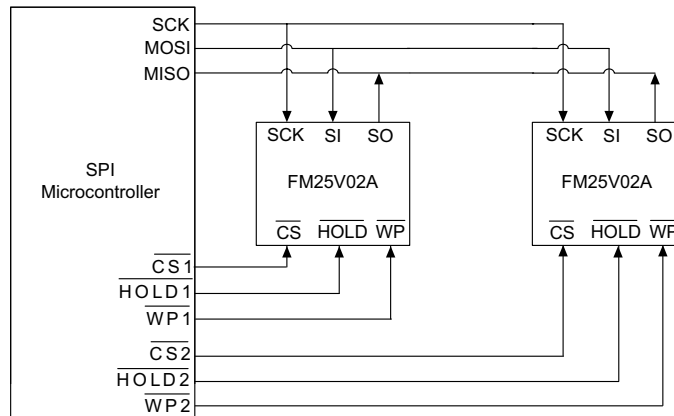 SCK
MOSI
MISO
SCK SI SO
SCK SI SO
SPI
Microcontroller
FM25V02A
FM25V02A
CS HOLD WP
CS HOLD WP
CS1
HOLD1
WP1
CS2
HOLD2
WP2